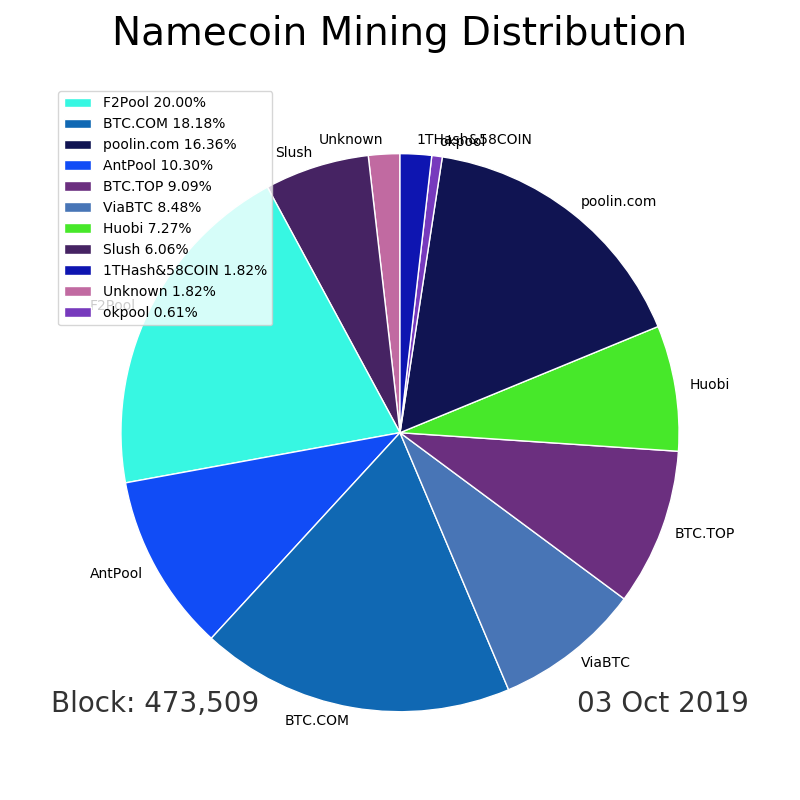 Namecoin Mining Distribution
F2Pool 20.00%
BTC.COM 18.18%
poolin.com 16.36%
AntPool 10.30%
BTC.TOP 9.09%
ViaBTC 8.48%
Huobi 7.27%
Slush 6.06%
1THash&58COIN 1.82%
Unknown 1.82%
okpool 0.61%
Unknown
1THash&58COIN
okpool
Slush
poolin.com
F2Pool
Huobi
BTC.TOP
AntPool
ViaBTC
BTC.COM
Block: 473,509
03 Oct 2019